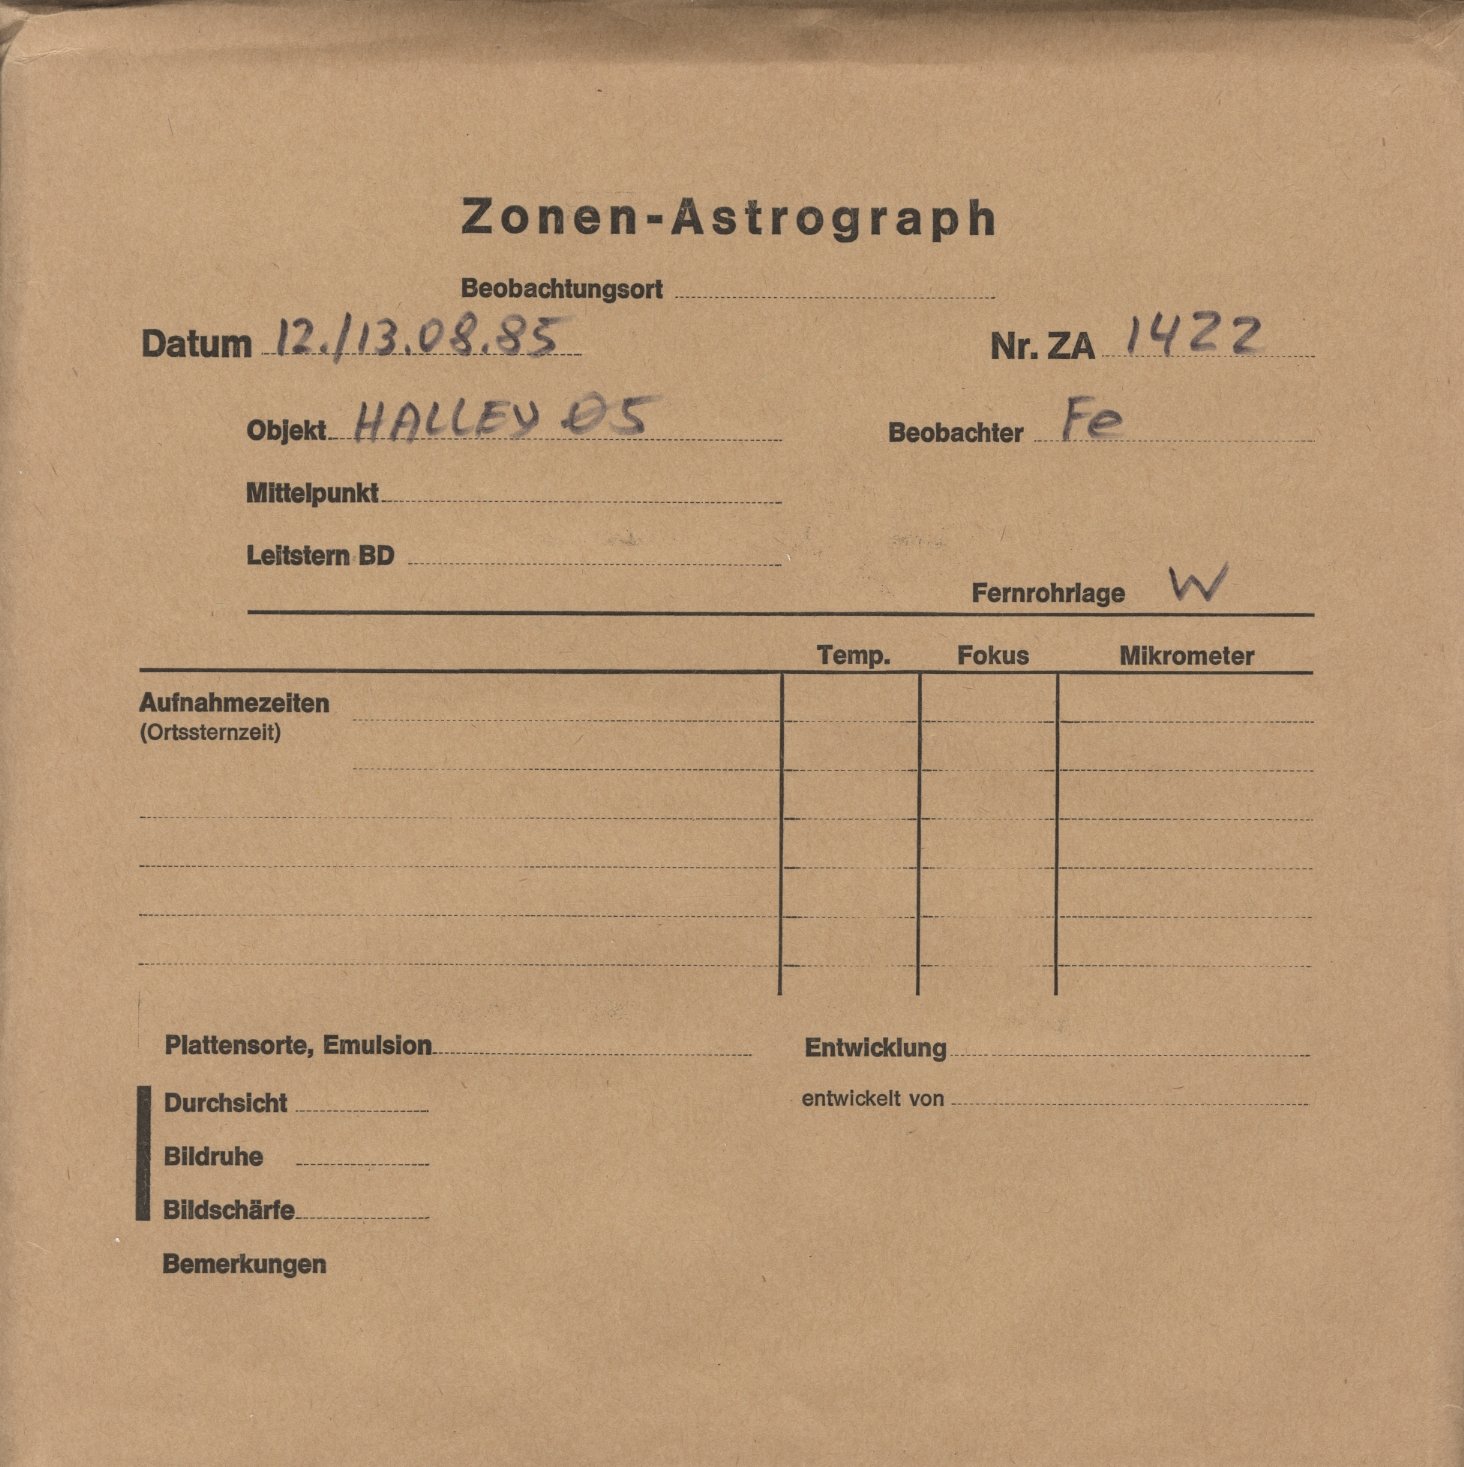 Zonen-Astrograph
Beobachtungsort
Datum 12./13.08.85 Nr. ZA 1422
Objekt HALLEY 05 Beobachter Fe
Mittelpunkt
Leitstern BD
Fernrohrlage W
Temp. Fokus Mikrometer
Aufnahmezeiten
(Ortssternzeit)
Plattensorte, Emulsion Entwicklung
Durchsicht entwickelt von
Bildruhe
Bildschärfe
Bemerkungen